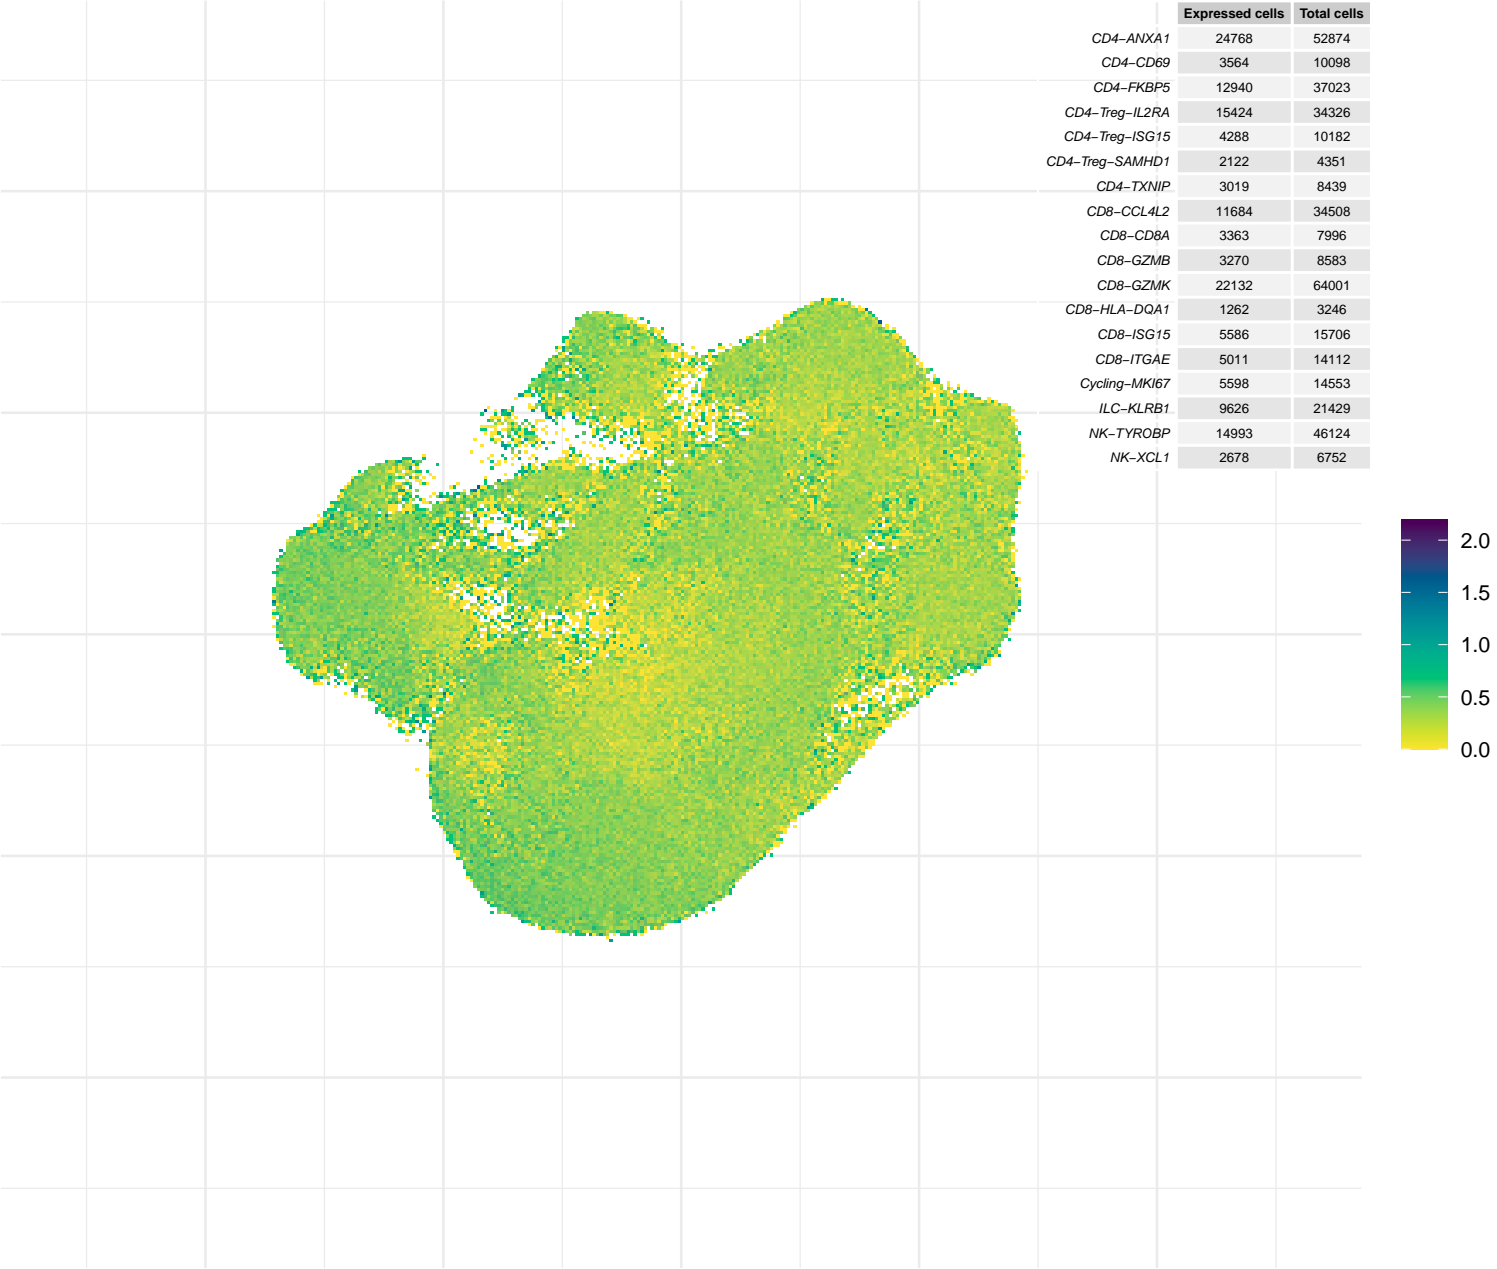 Expressed cells Total cells
CD4−ANXA1 24768 52874
CD4−CD69 3564 10098
CD4−FKBP5 12940 37023
CD4−Treg−IL2RA 15424 34326
CD4−Treg−ISG15 4288 10182
CD4−Treg−SAMHD1 2122 4351
CD4−TXNIP 3019 8439
CD8−CCL4L2 11684 34508
CD8−CD8A 3363 7996
CD8−GZMB 3270 8583
CD8−GZMK 22132 64001
CD8−HLA−DQA1 1262 3246
CD8−ISG15 5586 15706
CD8−ITGAE 5011 14112
Cycling−MKI67 5598 14553
ILC−KLRB1 9626 21429
NK−TYROBP 14993 46124
NK−XCL1 2678 6752
2.0
1.5
1.0
0.5
0.0